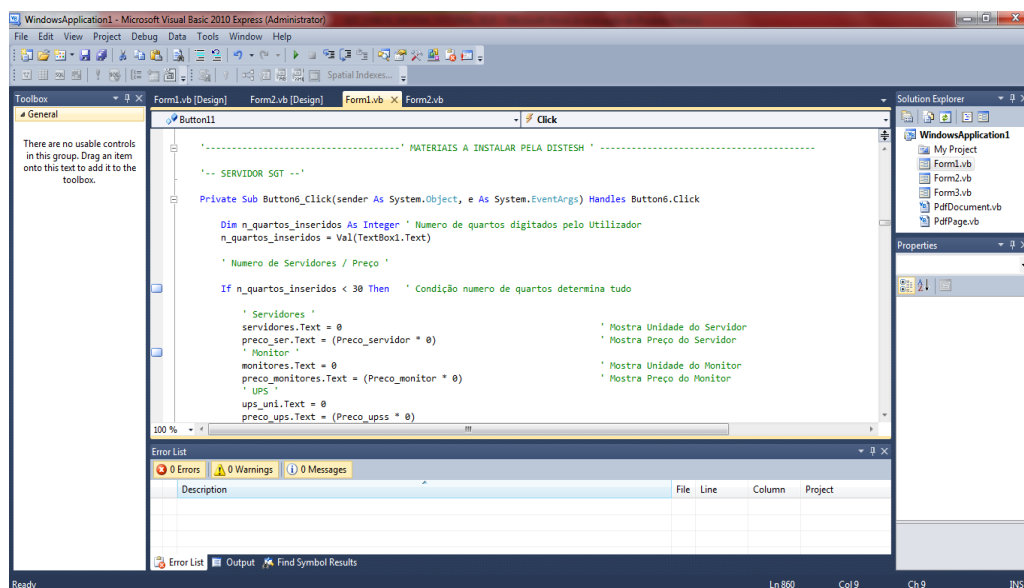 WindowsApplication1 - Microsoft Visual Basic 2010 Express (Administrator)
File Edit View Project Debug Data Tools Window Help
Spatial Indexes...
Toolbox
General
There are no usable controls
in this group. Drag an item
onto this text to add it to the
toolbox.
Form1.vb [Design] Form2.vb [Design] Form1.vb Form2.vb
Button11 Click
'-------------------------------------' MATERIAIS A INSTALAR PELA DISTESH ' -----------------------------------------
'-- SERVIDOR SGT --'
Private Sub Button6_Click(sender As System.Object, e As System.EventArgs) Handles Button6.Click
Dim n_quartos_inseridos As Integer ' Numero de quartos digitados pelo Utilizador
n_quartos_inseridos = Val(TextBox1.Text)
' Numero de Servidores / Preço '
If n_quartos_inseridos < 30 Then ' Condição numero de quartos determina tudo
' Servidores '
servidores.Text = 0 ' Mostra Unidade do Servidor
preco_ser.Text = (Preco_servidor * 0) ' Mostra Preço do Servidor
' Monitor '
monitores.Text = 0 ' Mostra Unidade do Monitor
preco_monitores.Text = (Preco_monitor * 0) ' Mostra Preço do Monitor
' UPS '
ups_uni.Text = 0
preco_ups.Text = (Preco_upss * 0)
100 %
Error List
0 Errors 0 Warnings 0 Messages
Description File Line Column Project
Error List Output Find Symbol Results
Solution Explorer
WindowsApplication1
My Project
Form1.vb
Form2.vb
Form3.vb
PdfDocument.vb
PdfPage.vb
Properties
Ready Ln 860 Col 9 Ch 9 INS